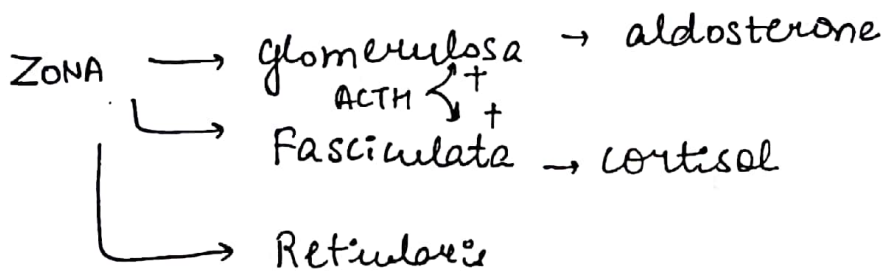 ZONA → glomerulosa → aldosterone
ACTH + +
→ Fasciculata → cortisol
→ Reticularis